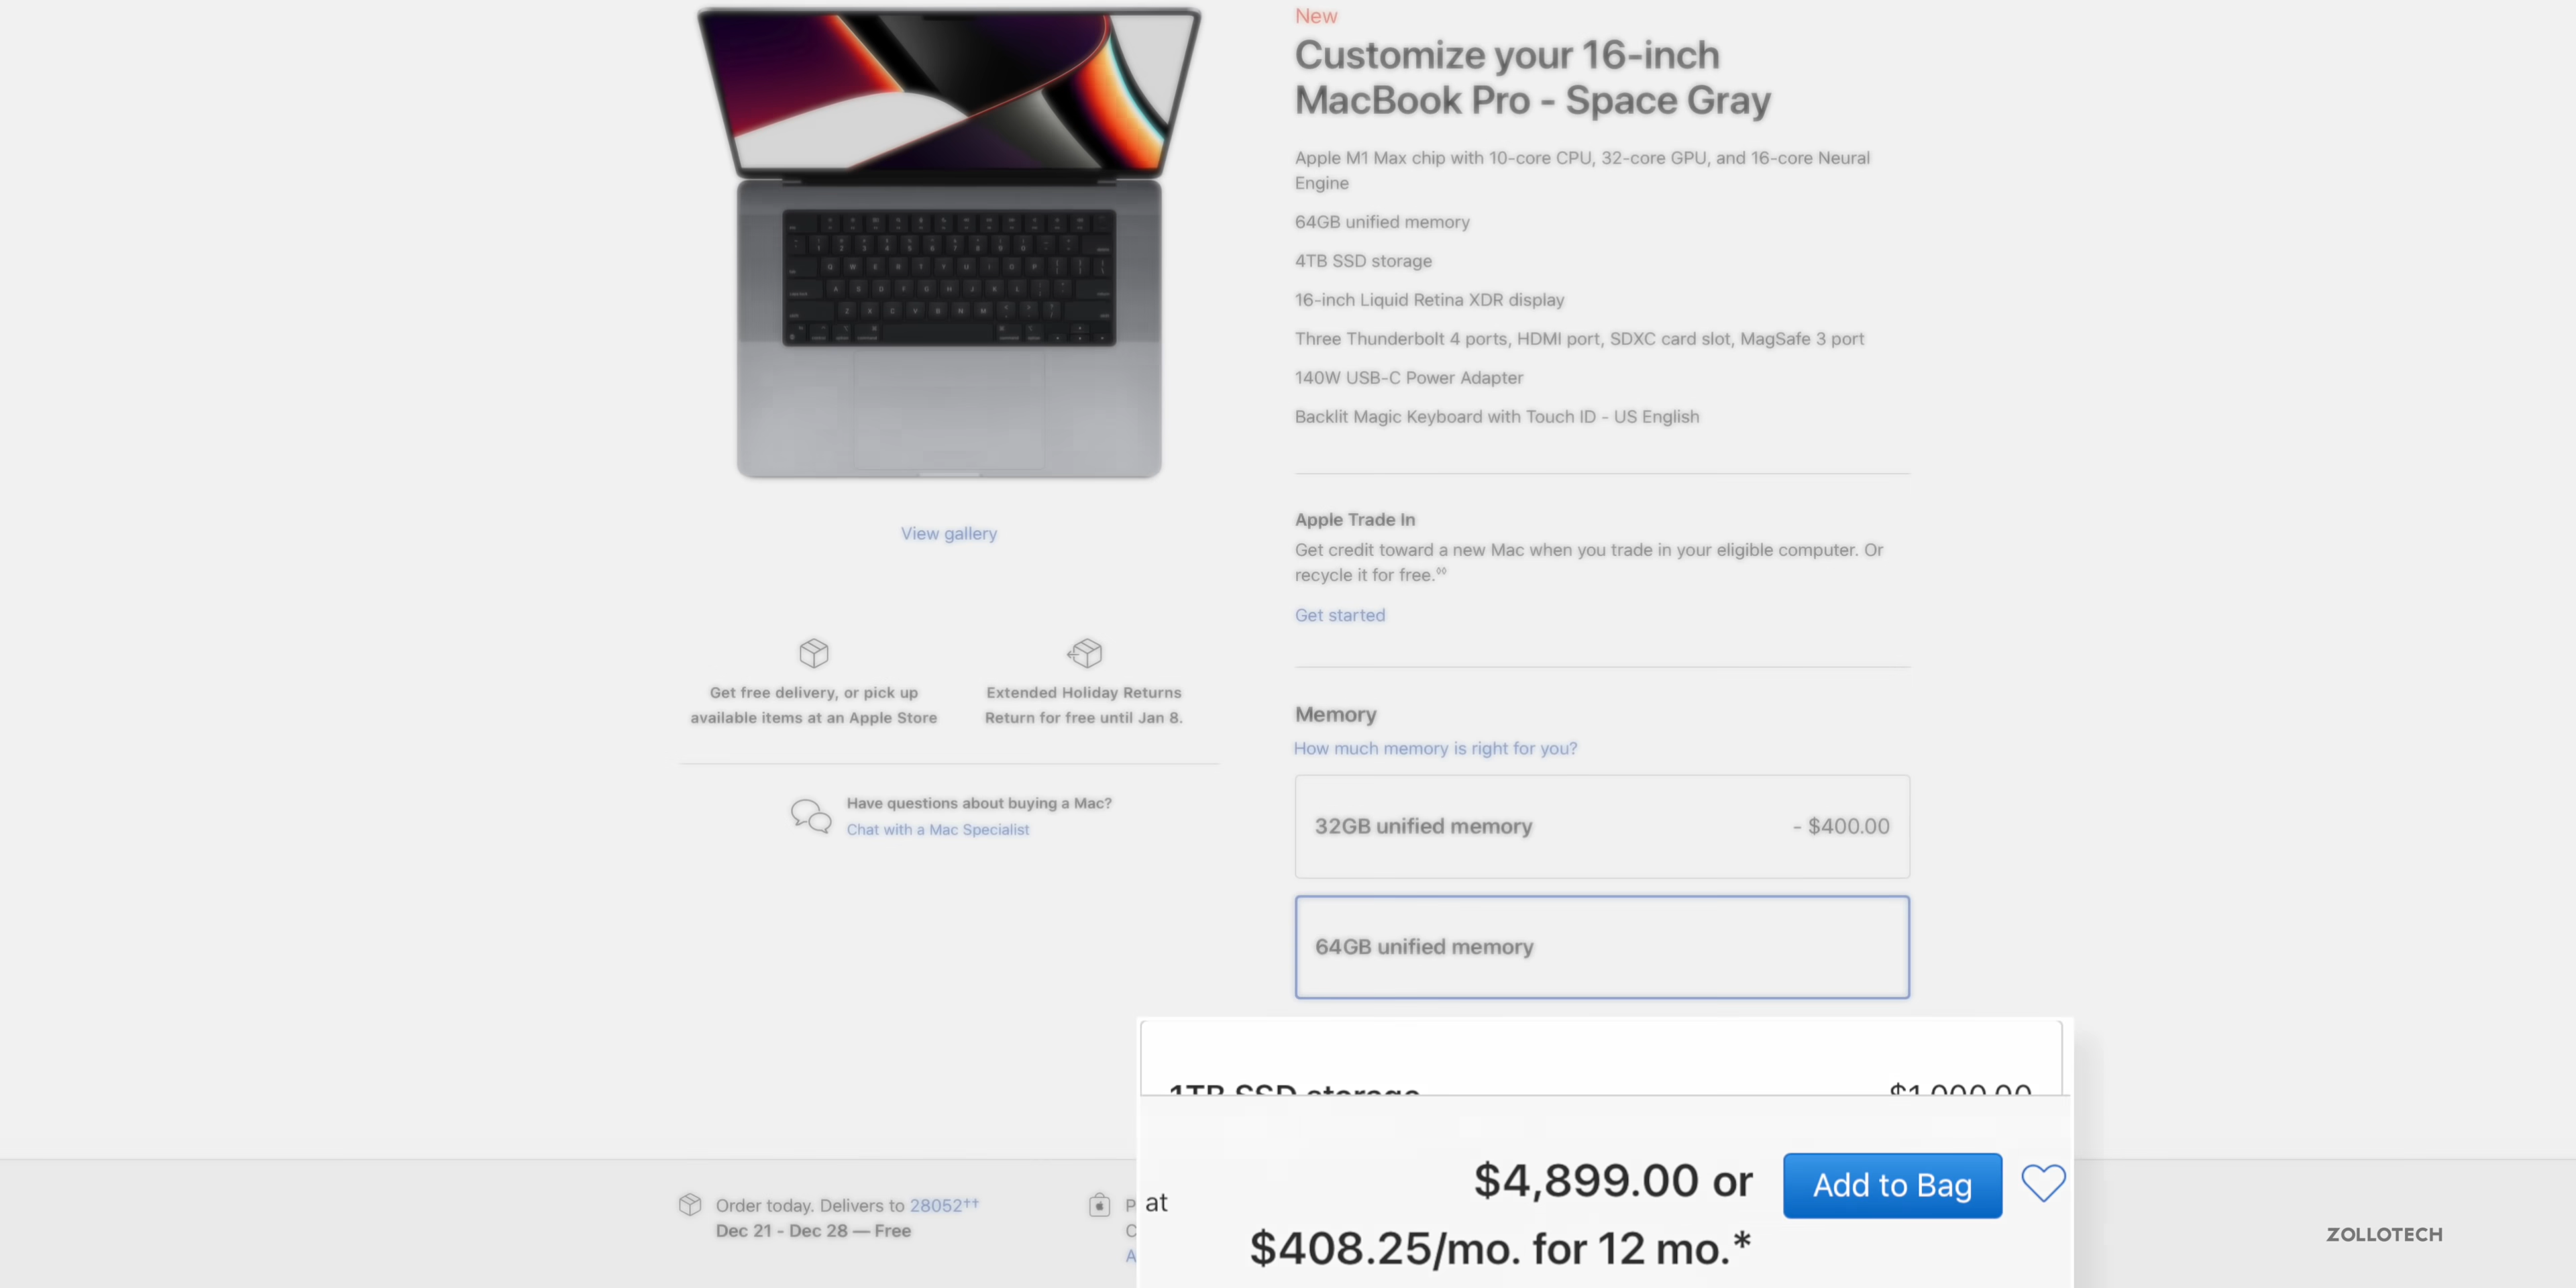 New
Customize your 16-inch
MacBook Pro - Space Gray
Apple M1 Max chip with 10-core CPU, 32-core GPU, and 16-core Neural
Engine
64GB unified memory
4TB SSD storage
16-inch Liquid Retina XDR display
Three Thunderbolt 4 ports, HDMI port, SDXC card slot, MagSafe 3 port
140W USB-C Power Adapter
Backlit Magic Keyboard with Touch ID - US English
View gallery
Get free delivery, or pick up
available items at an Apple Store
Extended Holiday Returns
Return for free until Jan 8.
Have questions about buying a Mac?
Chat with a Mac Specialist
Apple Trade In
Get credit toward a new Mac when you trade in your eligible computer. Or
recycle it for free.◊◊
Get started
Memory
How much memory is right for you?
32GB unified memory - $400.00
64GB unified memory
1TB SSD storage $1,000.00
Order today. Delivers to 28052††
Dec 21 - Dec 28 — Free
at
$4,899.00 or
$408.25/mo. for 12 mo.*
Add to Bag
ZOLLOTECH